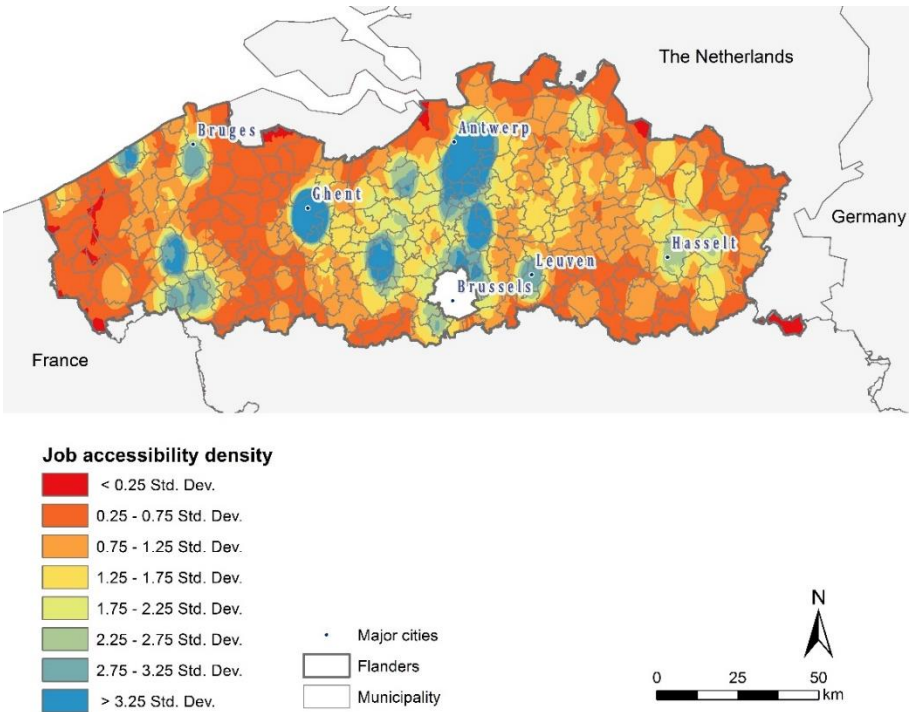 The Netherlands
Bruges
Antwerp
Ghent
Germany
Hasselt
Leuven
Brussels
France
Job accessibility density
< 0.25 Std. Dev.
0.25 - 0.75 Std. Dev.
0.75 - 1.25 Std. Dev.
1.25 - 1.75 Std. Dev.
1.75 - 2.25 Std. Dev.
2.25 - 2.75 Std. Dev.
2.75 - 3.25 Std. Dev.
> 3.25 Std. Dev.
Major cities
Flanders
Municipality
N
0 25 50
km